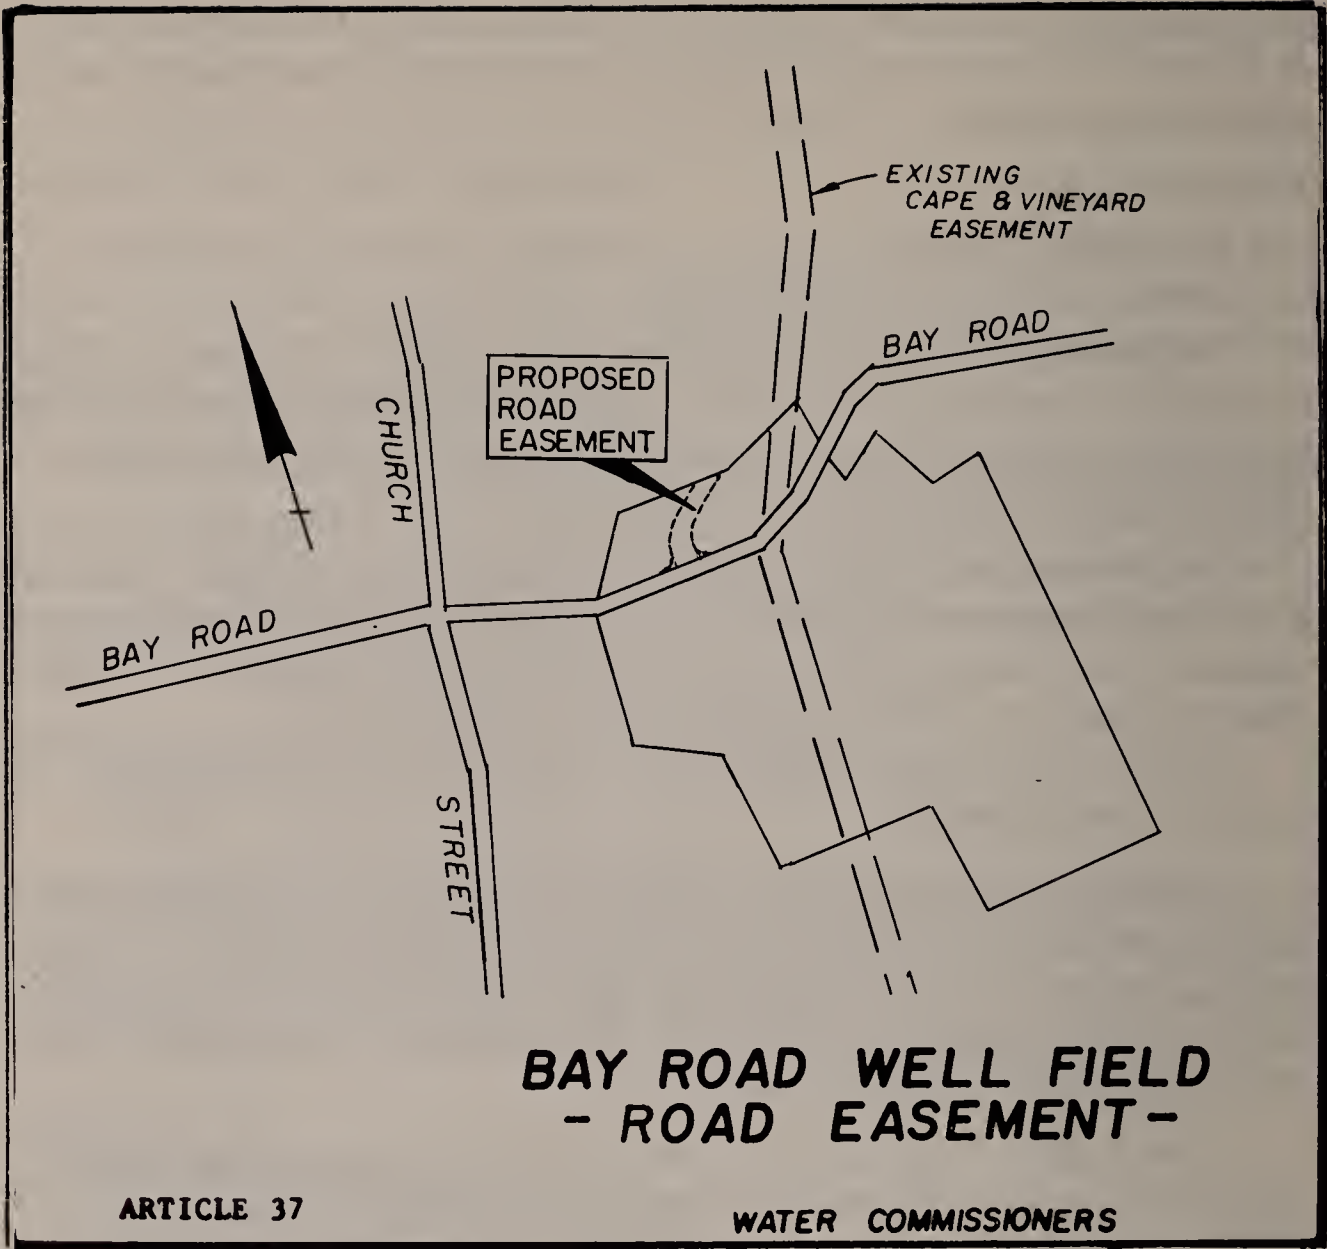 EXISTING
CAPE & VINEYARD
EASEMENT
BAY ROAD
PROPOSED
ROAD
EASEMENT
CHURCH
BAY ROAD
STREET
BAY ROAD WELL FIELD
- ROAD EASEMENT -
ARTICLE 37
WATER COMMISSIONERS